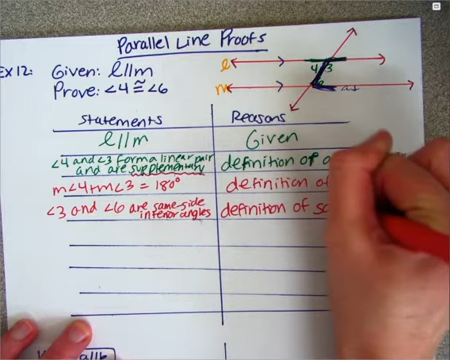 Parallel Line Proofs
Ex 12: Given: l||m
Prove: ∠4 ≅ ∠6
l
m
4 3
Statements Reasons
l||m Given
∠4 and ∠3 form a linear pair and are supplementary definition of
m∠4+m∠3 = 180° definition of
∠3 and ∠6 are same-side interior angles definition of